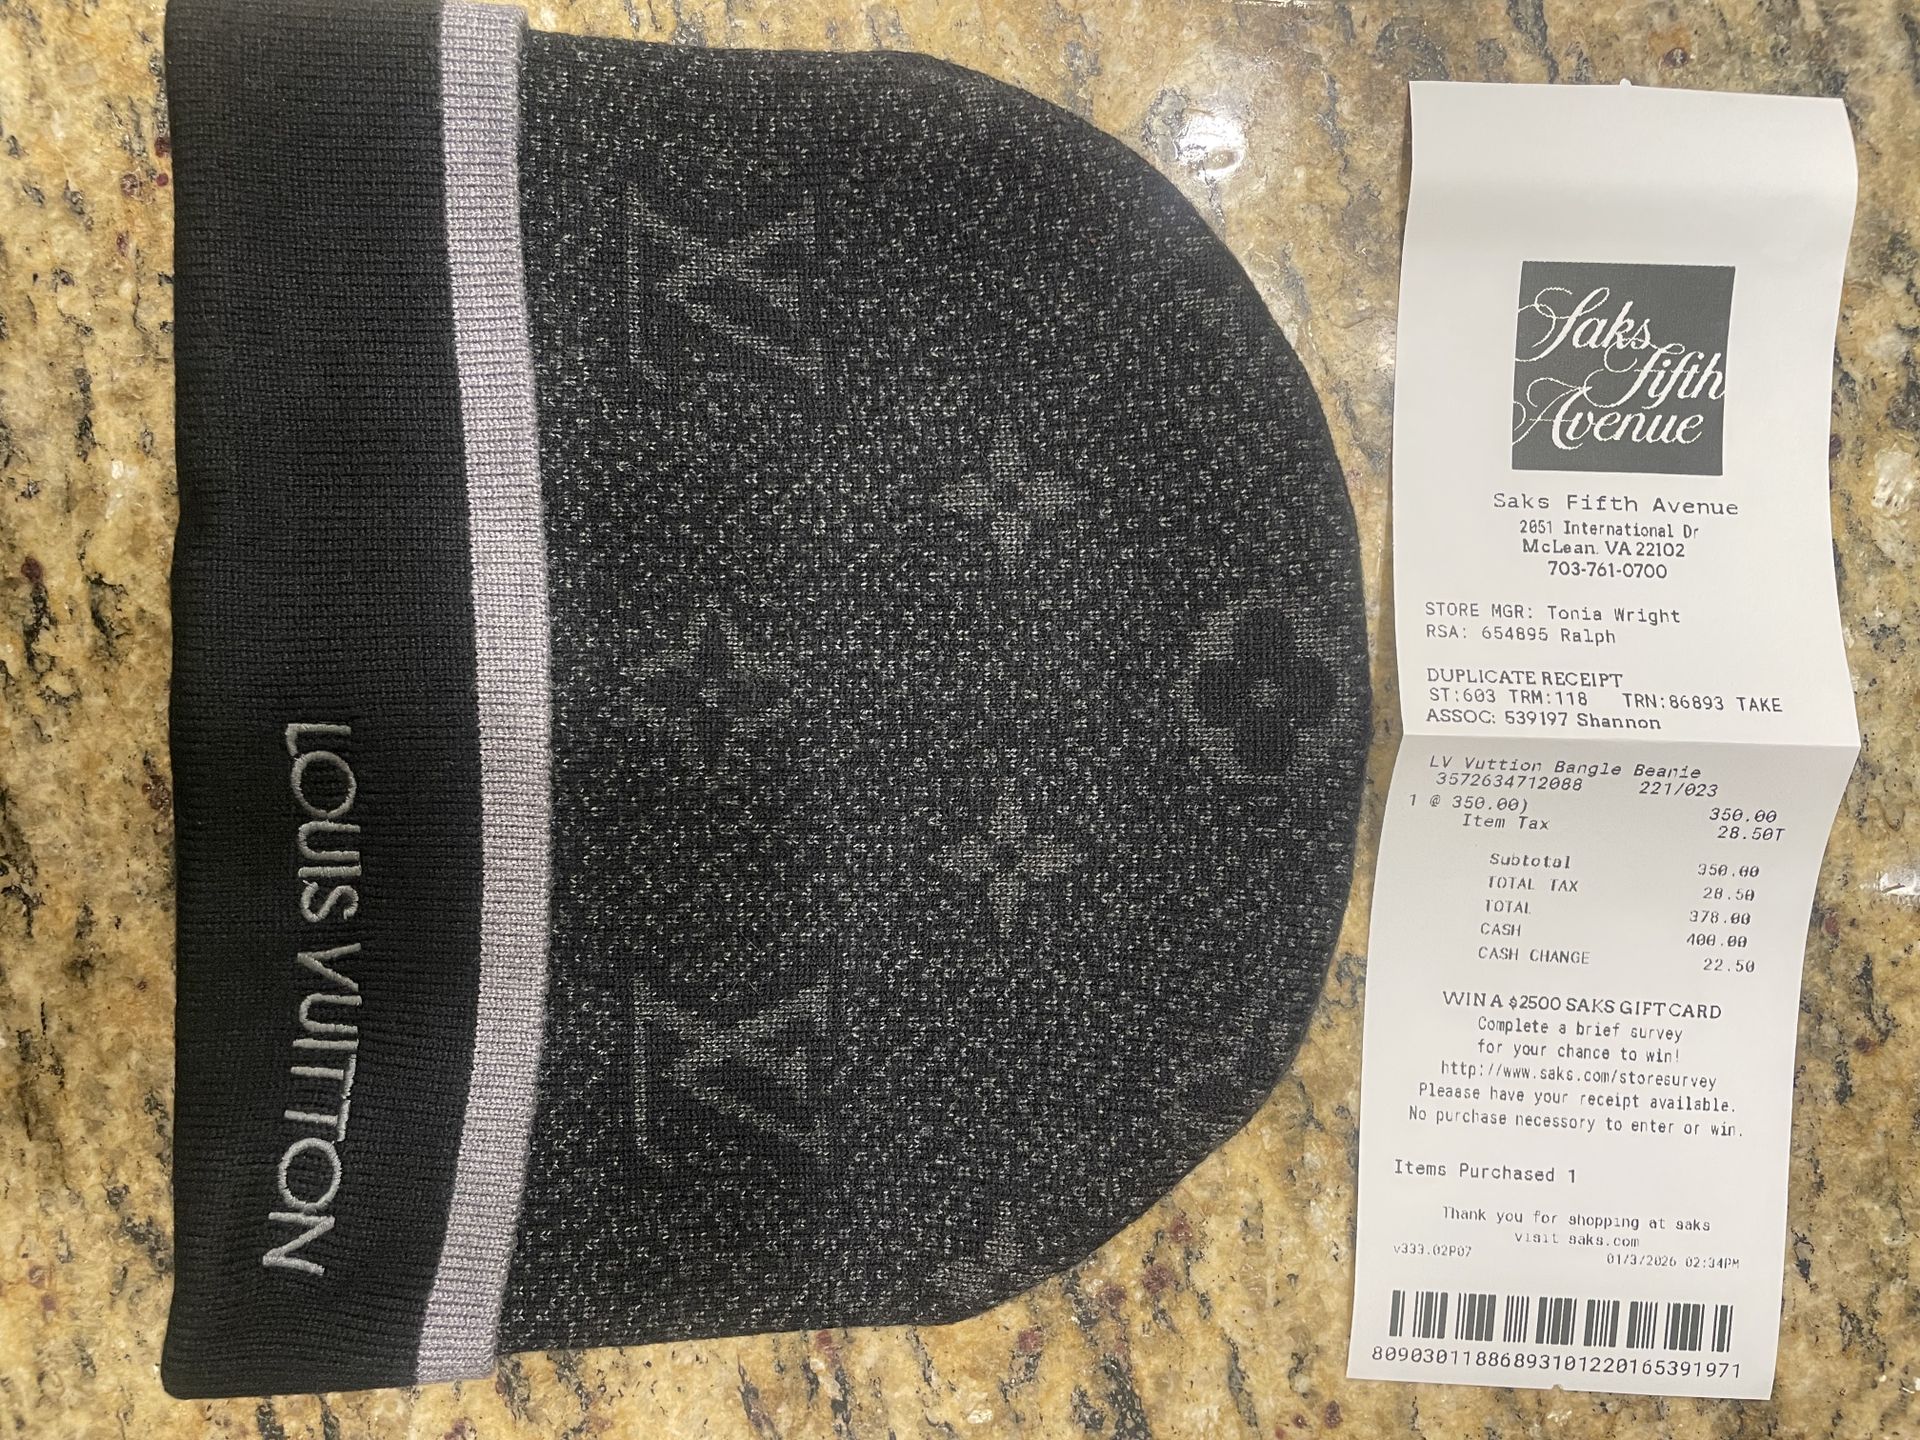 LOUIS VUITTON
Saks
Fifth
Avenue
Saks Fifth Avenue
2051 International Dr
McLean. VA 22102
703-761-0700
STORE MGR: Tonia Wright
RSA: 654895 Ralph
DUPLICATE RECEIPT
ST:603 TRM:118 TRN:86893 TAKE
ASSOC: 539197 Shannon
LV Vuttion Bangle Beanie
3572634712088 221/023
1 @ 350.00) 350.00
Item Tax 28.50T
Subtotal 350.00
TOTAL TAX 28.50
TOTAL 378.00
CASH 400.00
CASH CHANGE 22.50
WIN A $2500 SAKS GIFT CARD
Complete a brief survey
for your chance to win!
http://www.saks.com/storesurvey
Pleaase have your receipt available.
No purchase necessary to enter or win.
Items Purchased 1
Thank you for shopping at saks
visit saks.com
v333.02P07 01/3/2026 02:34PM
80903011886893101220165391971